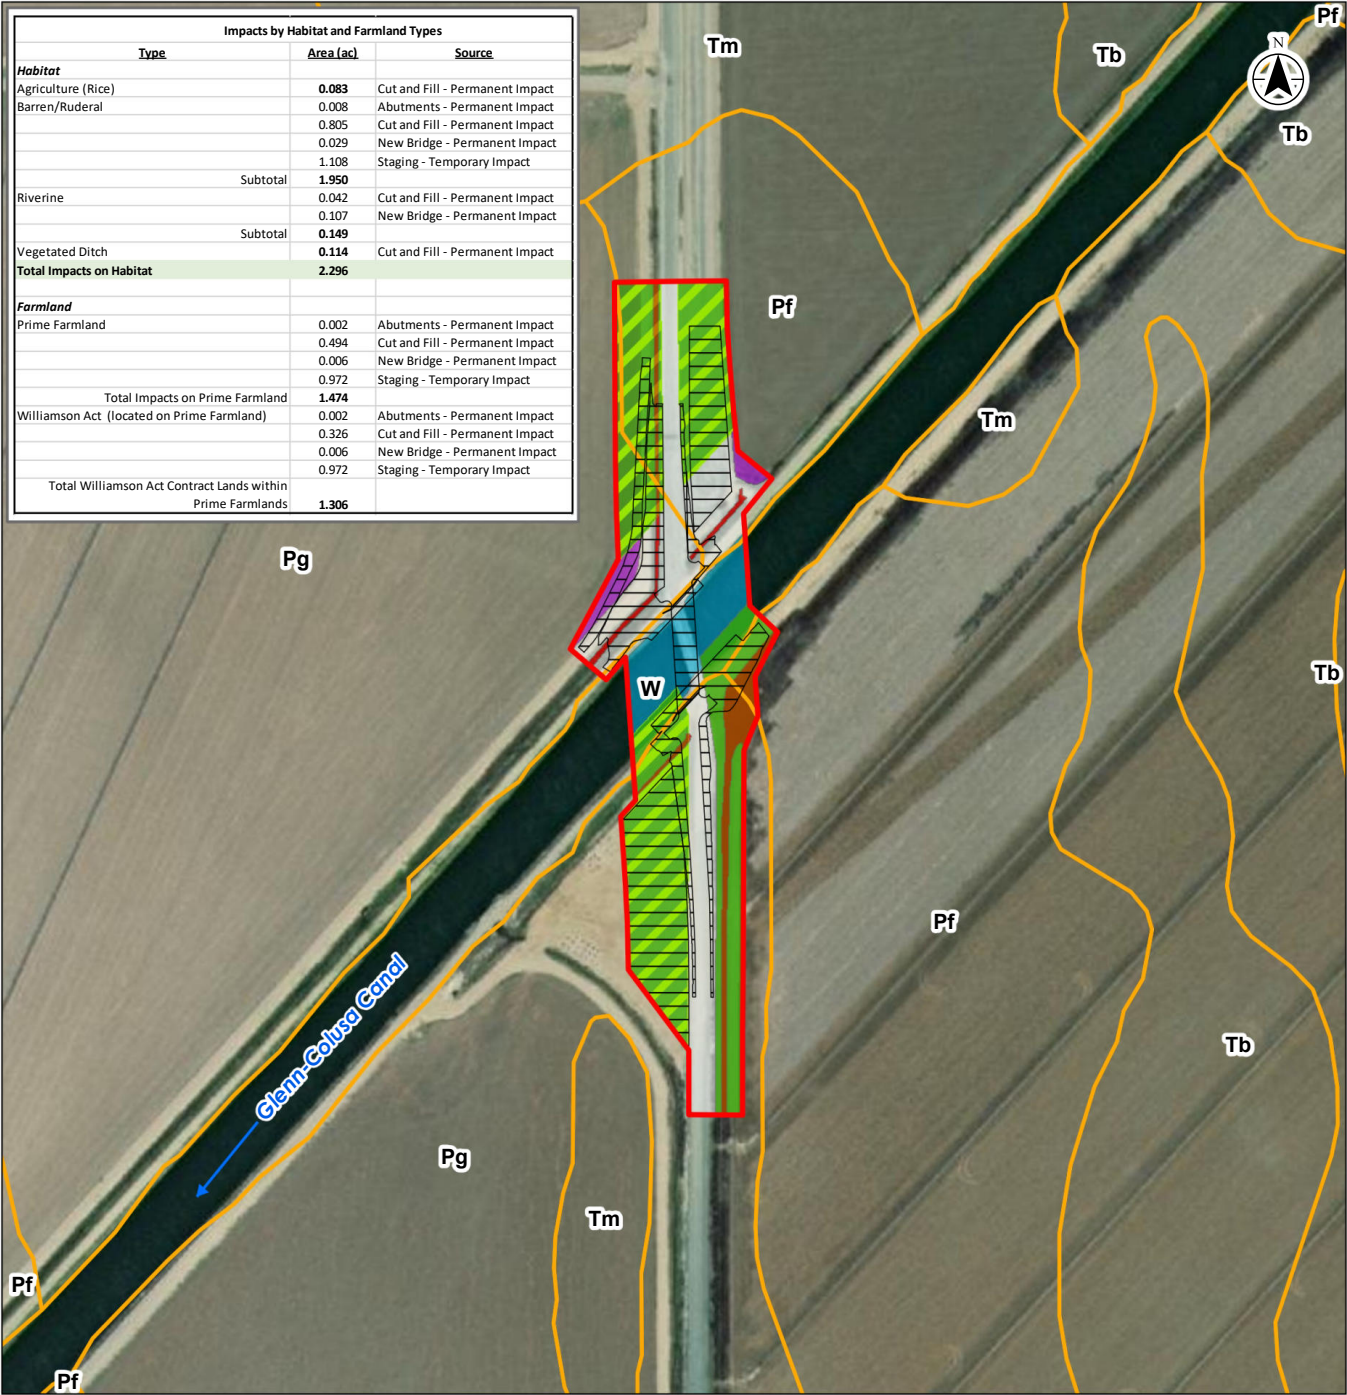 Impacts by Habitat and Farmland Types
Type Area (ac) Source
Habitat
Agriculture (Rice) 0.083 Cut and Fill - Permanent Impact
Barren/Ruderal 0.008 Abutments - Permanent Impact
0.805 Cut and Fill - Permanent Impact
0.029 New Bridge - Permanent Impact
1.108 Staging - Temporary Impact
Subtotal 1.950
Riverine 0.042 Cut and Fill - Permanent Impact
0.107 New Bridge - Permanent Impact
Subtotal 0.149
Vegetated Ditch 0.114 Cut and Fill - Permanent Impact
Total Impacts on Habitat 2.296
Farmland
Prime Farmland 0.002 Abutments - Permanent Impact
0.494 Cut and Fill - Permanent Impact
0.006 New Bridge - Permanent Impact
0.972 Staging - Temporary Impact
Total Impacts on Prime Farmland 1.474
Williamson Act (located on Prime Farmland) 0.002 Abutments - Permanent Impact
0.326 Cut and Fill - Permanent Impact
0.006 New Bridge - Permanent Impact
0.972 Staging - Temporary Impact
Total Williamson Act Contract Lands within
Prime Farmlands 1.306
Pf
Tm
Tb
N
Tb
Pf
Tm
Pg
Tb
W
Pf
Glenn-Colusa Canal
Tb
Pg
Tm
Pf
Pf